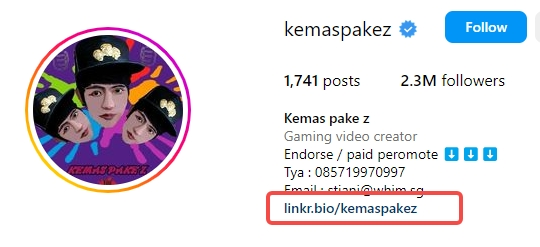 kemaspakez
Follow
1,741 posts 2.3M followers
Kemas pake z
Gaming video creator
Endorse / paid peromote ⬇️ ⬇️ ⬇️
Tya : 085719970997
Email : stiani@whim.sg
linkr.bio/kemaspakez
KEMAS PAKE Z